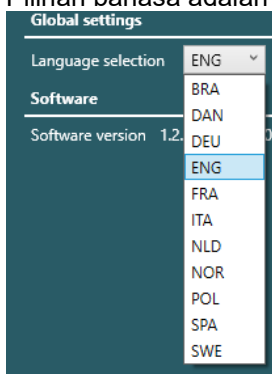 Pilihan bahasa adalah
Global settings
Language selection ENG
Software
Software version 1.2.
BRA
DAN
DEU
ENG
FRA
ITA
NLD
NOR
POL
SPA
SWE